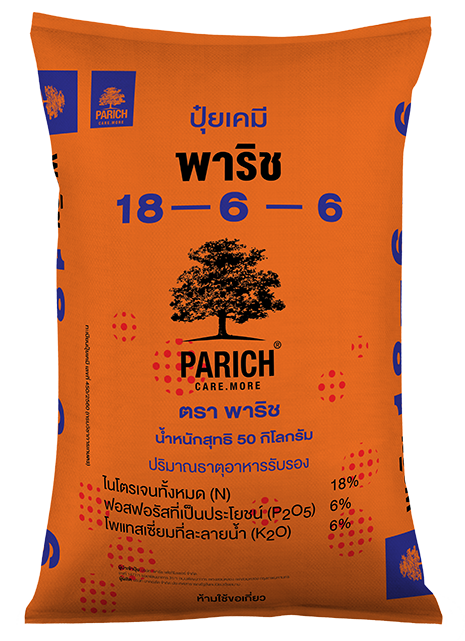 PARICH
CARE.MORE
ปุ๋ยเคมี
พาริช
18-6-6
PARICH®
CARE.MORE
ตรา พาริช
น้ำหนักสุทธิ 50 กิโลกรัม
ปริมาณธาตุอาหารรับรอง
ไนโตรเจนทั้งหมด (N) 18%
ฟอสฟอรัสที่เป็นประโยชน์ (P2O5) 6%
โพแทสเซียมที่ละลายน้ำ (K2O) 6%
ห้ามใช้ขอเกี่ยว